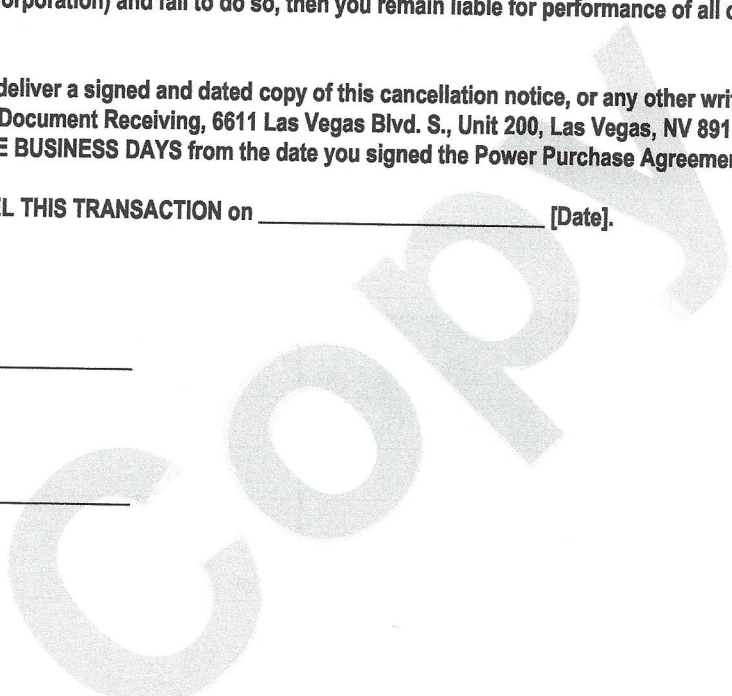 orporation) and fail to do so, then you remain liable for performance of all
deliver a signed and dated copy of this cancellation notice, or any other
Document Receiving, 6611 Las Vegas Blvd. S., Unit 200, Las Vegas, NV 891
E BUSINESS DAYS from the date you signed the Power Purchase Agreeme
L THIS TRANSACTION on ____________________ [Date].
Copy